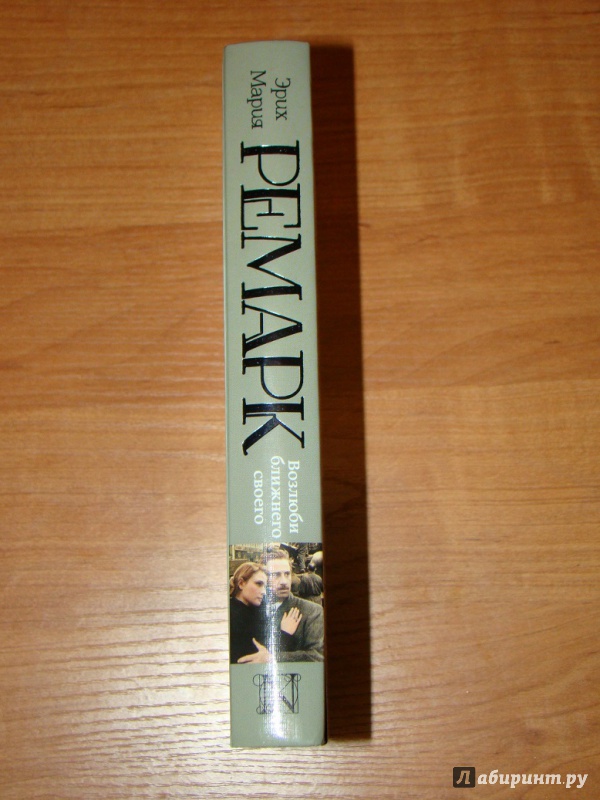 Эрих
Мария
РЕМАРК
Возлюби
ближнего
своего
Лабиринт.ру